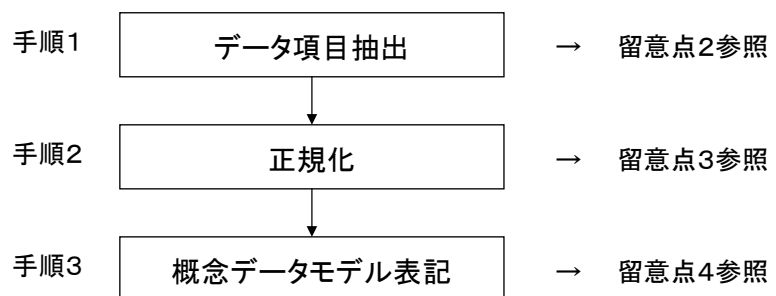 手順1 データ項目抽出 → 留意点2参照
手順2 正規化 → 留意点3参照
手順3 概念データモデル表記 → 留意点4参照